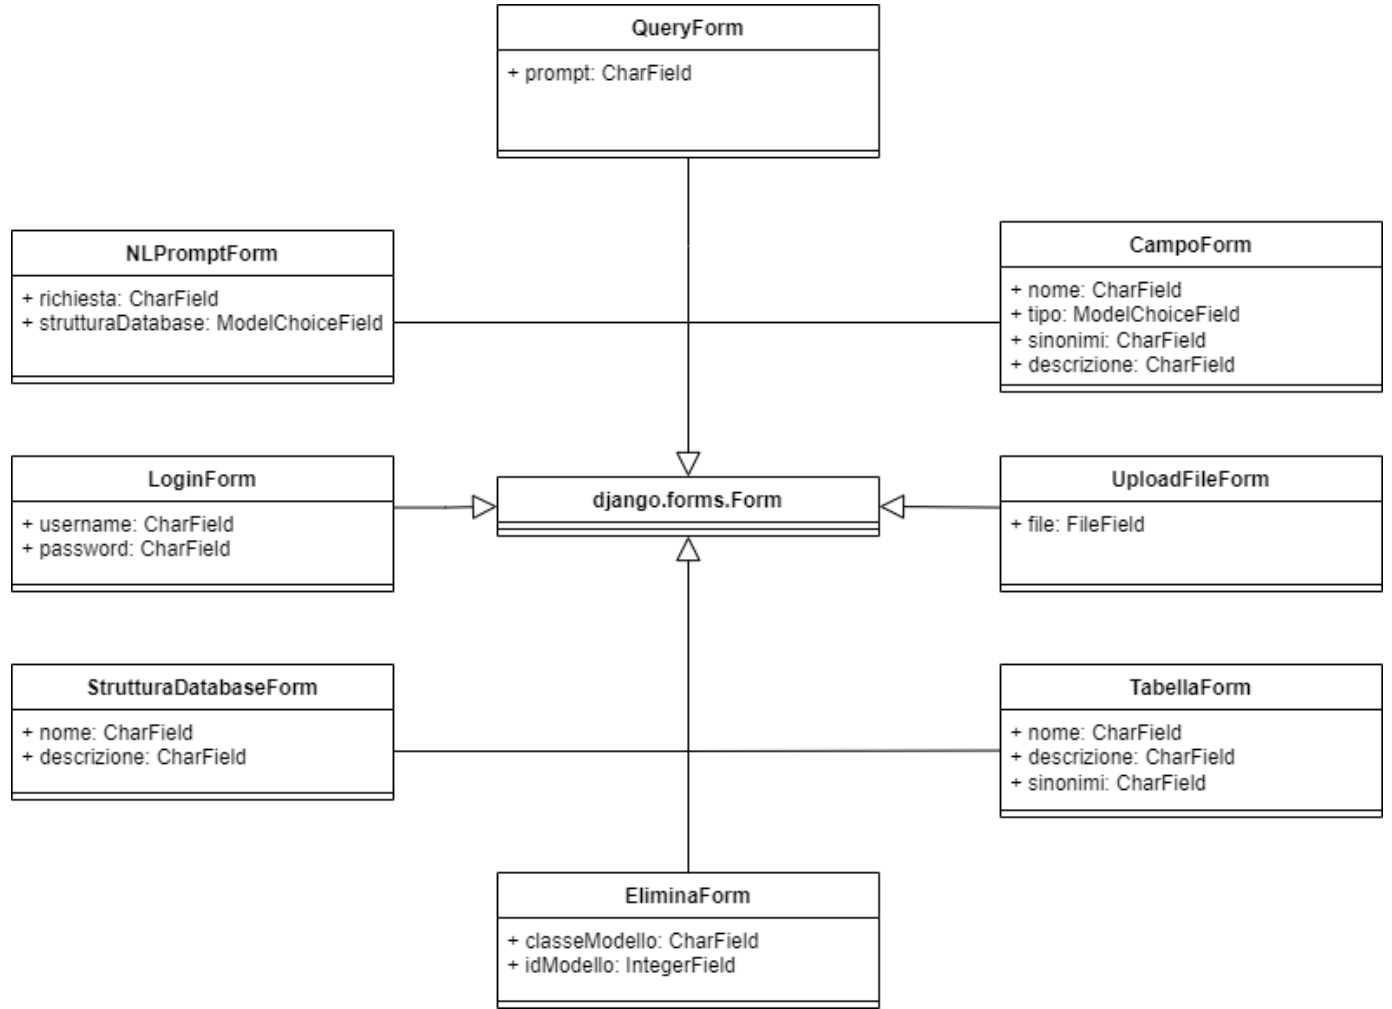 QueryForm
+ prompt: CharField
NLPromptForm
+ richiesta: CharField
+ strutturaDatabase: ModelChoiceField
CampoForm
+ nome: CharField
+ tipo: ModelChoiceField
+ sinonimi: CharField
+ descrizione: CharField
LoginForm
+ username: CharField
+ password: CharField
django.forms.Form
UploadFileForm
+ file: FileField
StrutturaDatabaseForm
+ nome: CharField
+ descrizione: CharField
TabellaForm
+ nome: CharField
+ descrizione: CharField
+ sinonimi: CharField
EliminaForm
+ classeModello: CharField
+ idModello: IntegerField